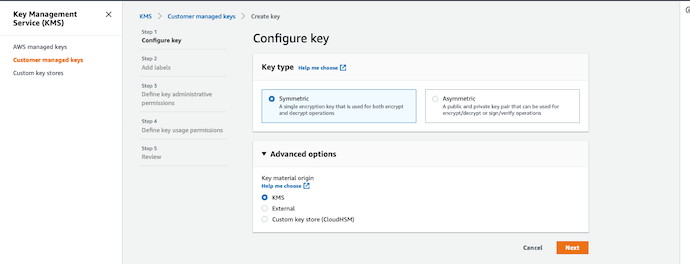 Key Management
Service (KMS)
AWS managed keys
Customer managed keys
Custom key stores
KMS > Customer managed keys > Create key
Step 1
Configure key
Step 2
Add labels
Step 3
Define key administrative
permissions
Step 4
Define key usage permissions
Step 5
Review
Configure key
Key type Help me choose
Symmetric
A single encryption key that is used for both encrypt
and decrypt operations
Asymmetric
A public and private key pair that can be used for
encrypt/decrypt or sign/verify operations
Advanced options
Key material origin
Help me choose
KMS
External
Custom key store (CloudHSM)
Cancel Next